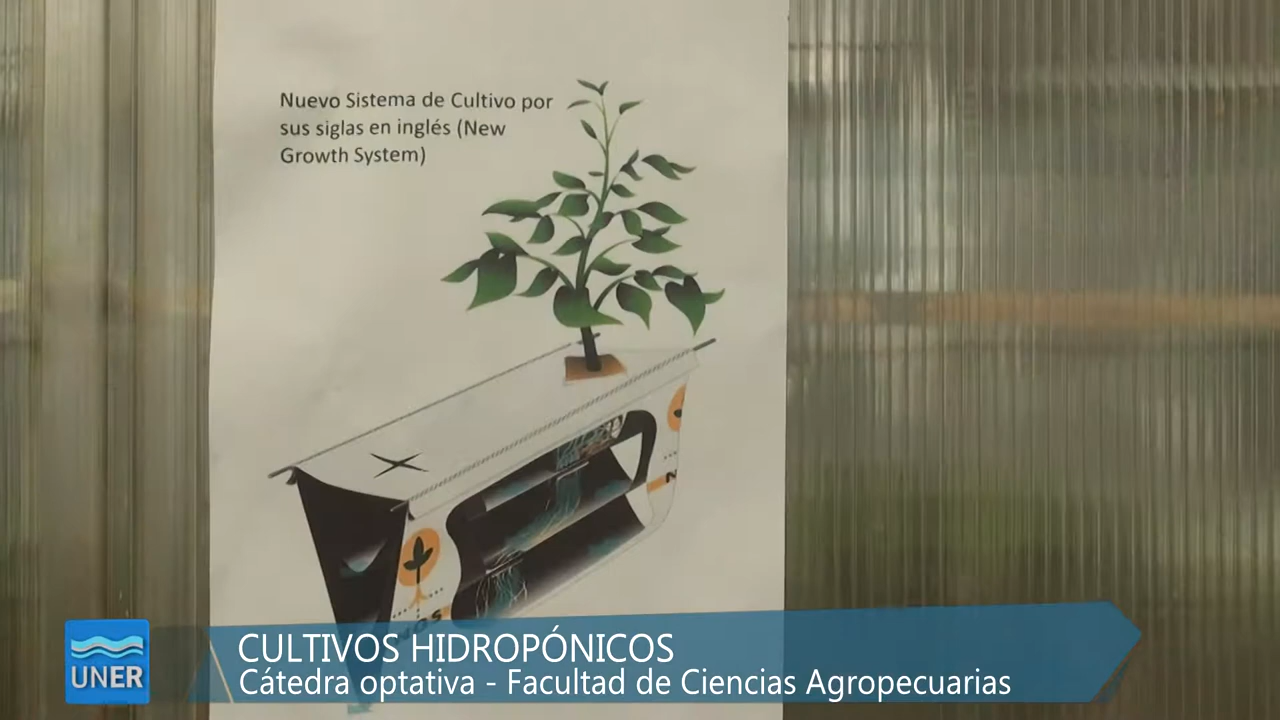 Nuevo Sistema de Cultivo por
sus siglas en inglés (New
Growth System)
CULTIVOS HIDROPÓNICOS
Cátedra optativa - Facultad de Ciencias Agropecuarias
UNER